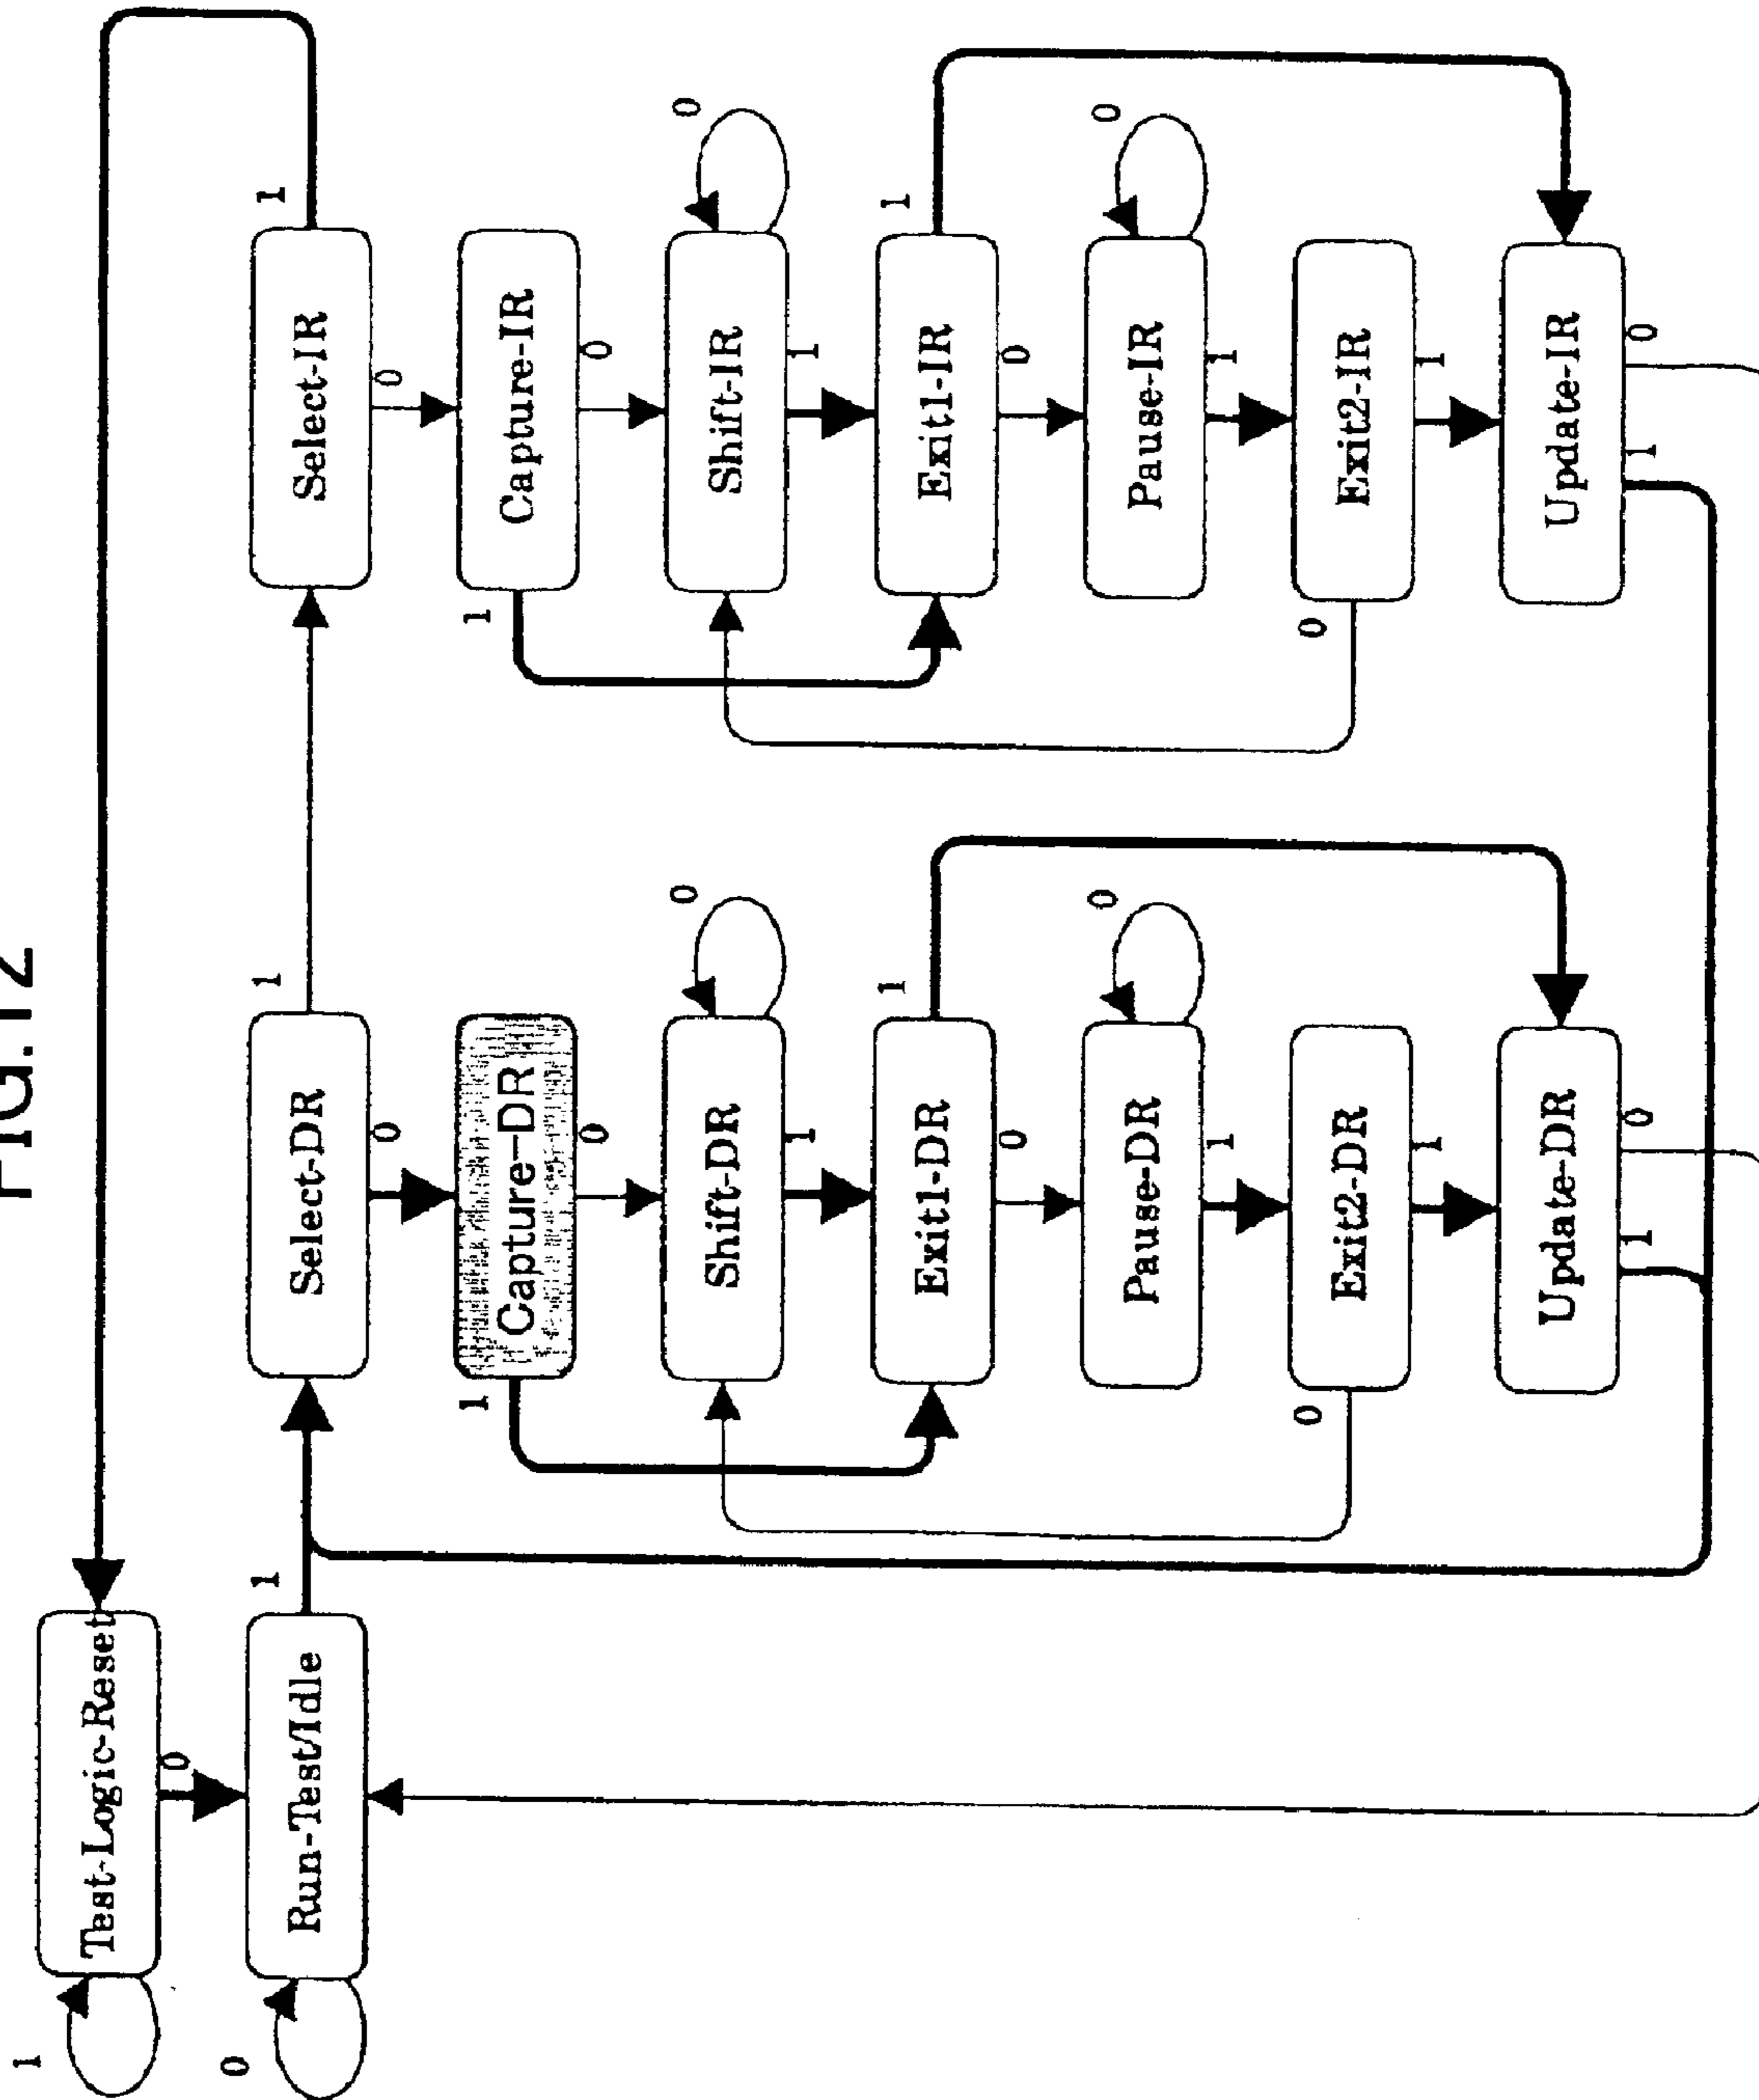 FIG.12
1
Test-Logic-Reset
0
0
1
1
1
Run-Test/Idle
Select-DR
Select-IR
0
0
1
1
Capture-DR
Capture-IR
0
0
0
0
Shift-DR
Shift-IR
1
1
1
1
Exit1-DR
Exit1-IR
0
0
0
0
Pause-DR
Pause-IR
1
1
0
0
Exit2-DR
Exit2-IR
1
1
Update-DR
Update-IR
1
0
1
0